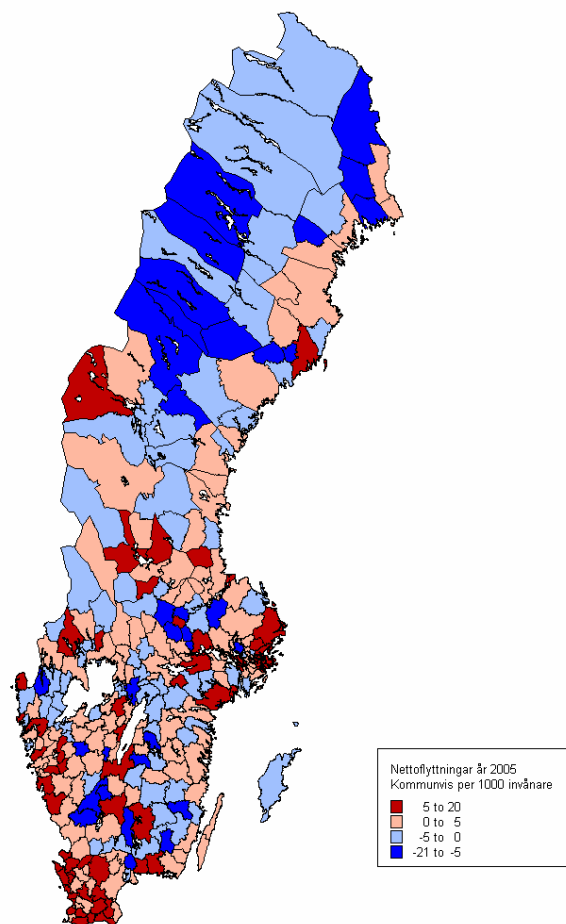 Nettoflyttningar år 2005
Kommunvis per 1000 invånare
5 to 20
0 to 5
-5 to 0
-21 to -5